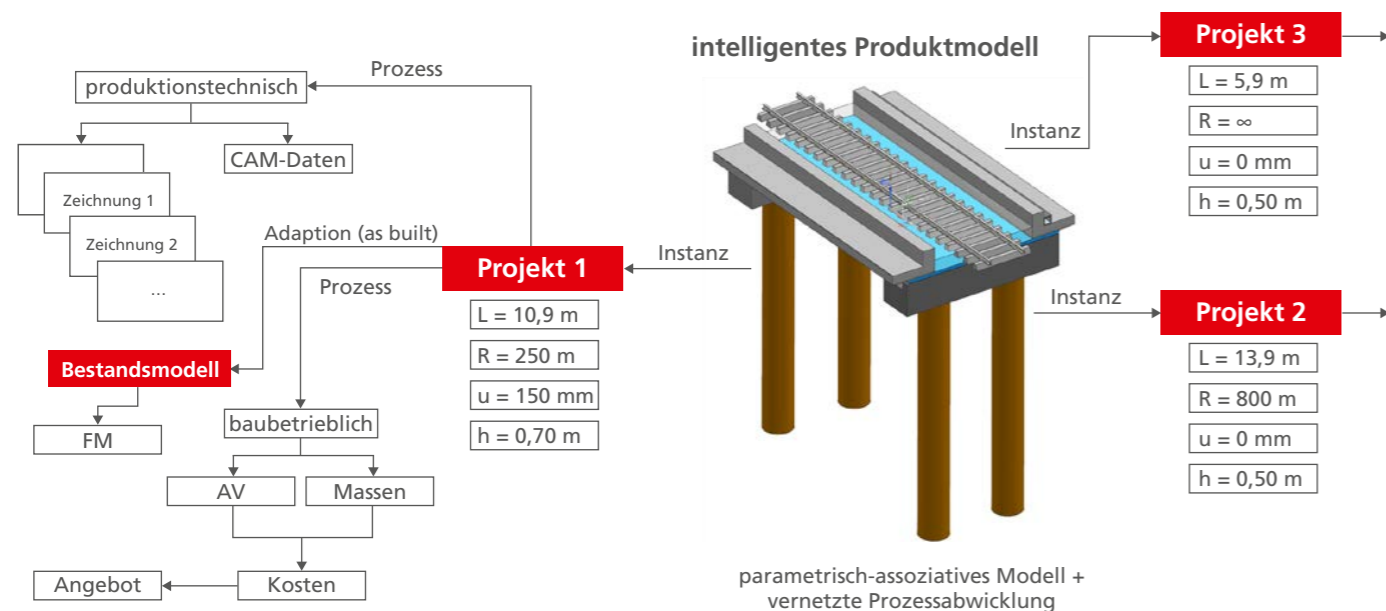 intelligentes Produktmodell
Prozess
produktionstechnisch
CAM-Daten
Zeichnung 1
Zeichnung 2
...
Adaption (as built)
Projekt 1
Instanz
Prozess
L = 10,9 m
R = 250 m
u = 150 mm
h = 0,70 m
Bestandsmodell
FM
baubetrieblich
AV
Massen
Kosten
Angebot
Instanz
Projekt 3
L = 5,9 m
R = ∞
u = 0 mm
h = 0,50 m
Instanz
Projekt 2
L = 13,9 m
R = 800 m
u = 0 mm
h = 0,50 m
parametrisch-assoziatives Modell +
vernetzte Prozessabwicklung